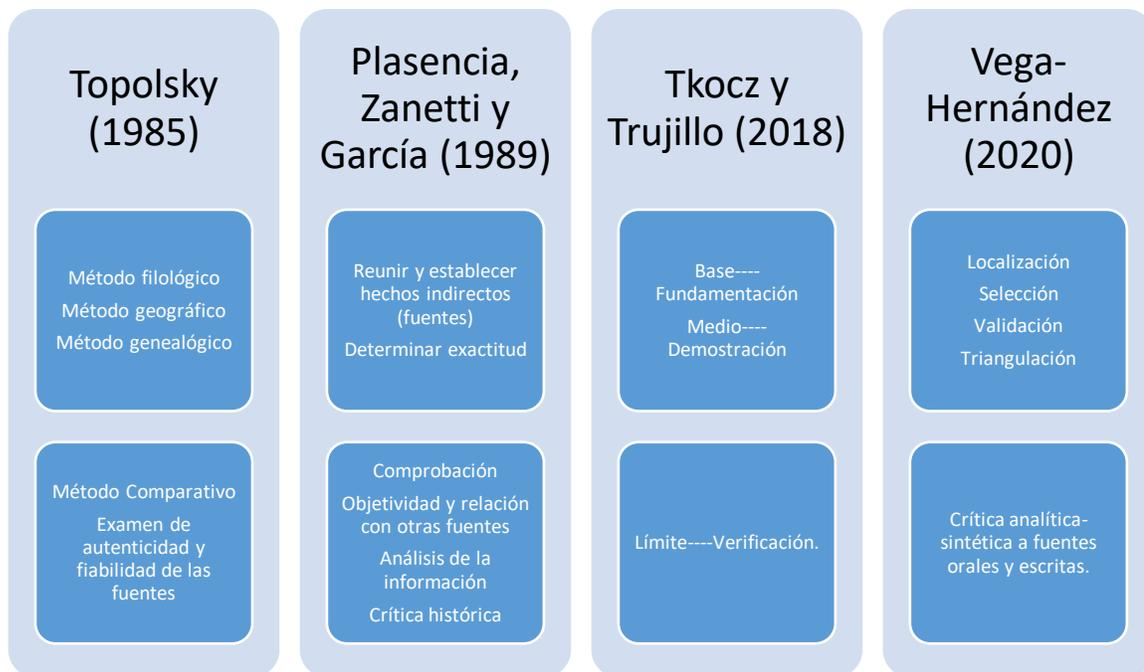 Topolsky
(1985)
Método filológico
Método geográfico
Método genealógico
Método Comparativo
Examen de
autenticidad y
fiabilidad de las
fuentes
Plasencia,
Zanetti y
García (1989)
Reunir y establecer
hechos indirectos
(fuentes)
Determinar exactitud
Comprobación
Objetividad y relación
con otras fuentes
Análisis de la
información
Crítica histórica
Tkocz y
Trujillo (2018)
Base----
Fundamentación
Medio----
Demostración
Límite----Verificación.
Vega-
Hernández
(2020)
Localización
Selección
Validación
Triangulación
Crítica analítica-
sintética a fuentes
orales y escritas.